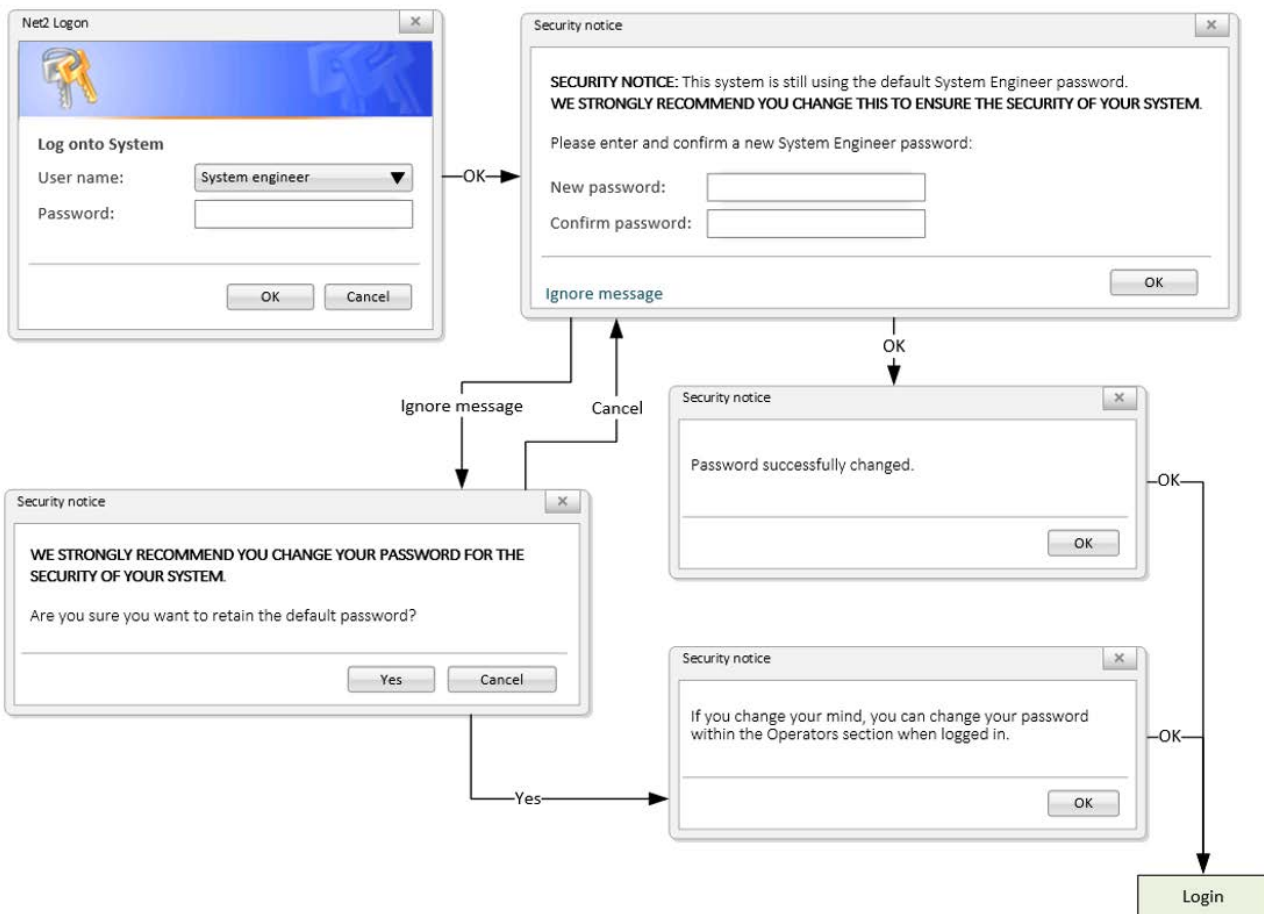 Net2 Logon
Log onto System
User name:
System engineer
Password:
OK
Cancel
OK
Security notice
SECURITY NOTICE: This system is still using the default System Engineer password.
WE STRONGLY RECOMMEND YOU CHANGE THIS TO ENSURE THE SECURITY OF YOUR SYSTEM.
Please enter and confirm a new System Engineer password:
New password:
Confirm password:
Ignore message
OK
Ignore message
Cancel
OK
Security notice
Password successfully changed.
OK
OK
Security notice
WE STRONGLY RECOMMEND YOU CHANGE YOUR PASSWORD FOR THE
SECURITY OF YOUR SYSTEM.
Are you sure you want to retain the default password?
Yes
Cancel
Yes
Security notice
If you change your mind, you can change your password
within the Operators section when logged in.
OK
OK
Login